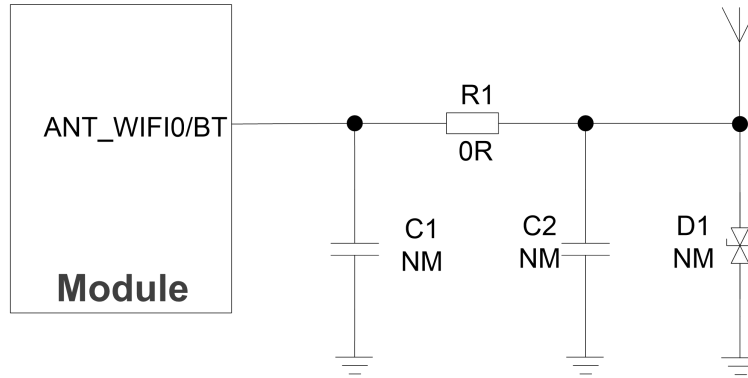 R1
ANT_WIFI0/BT
0R
C1
NM
C2
NM
D1
NM
Module